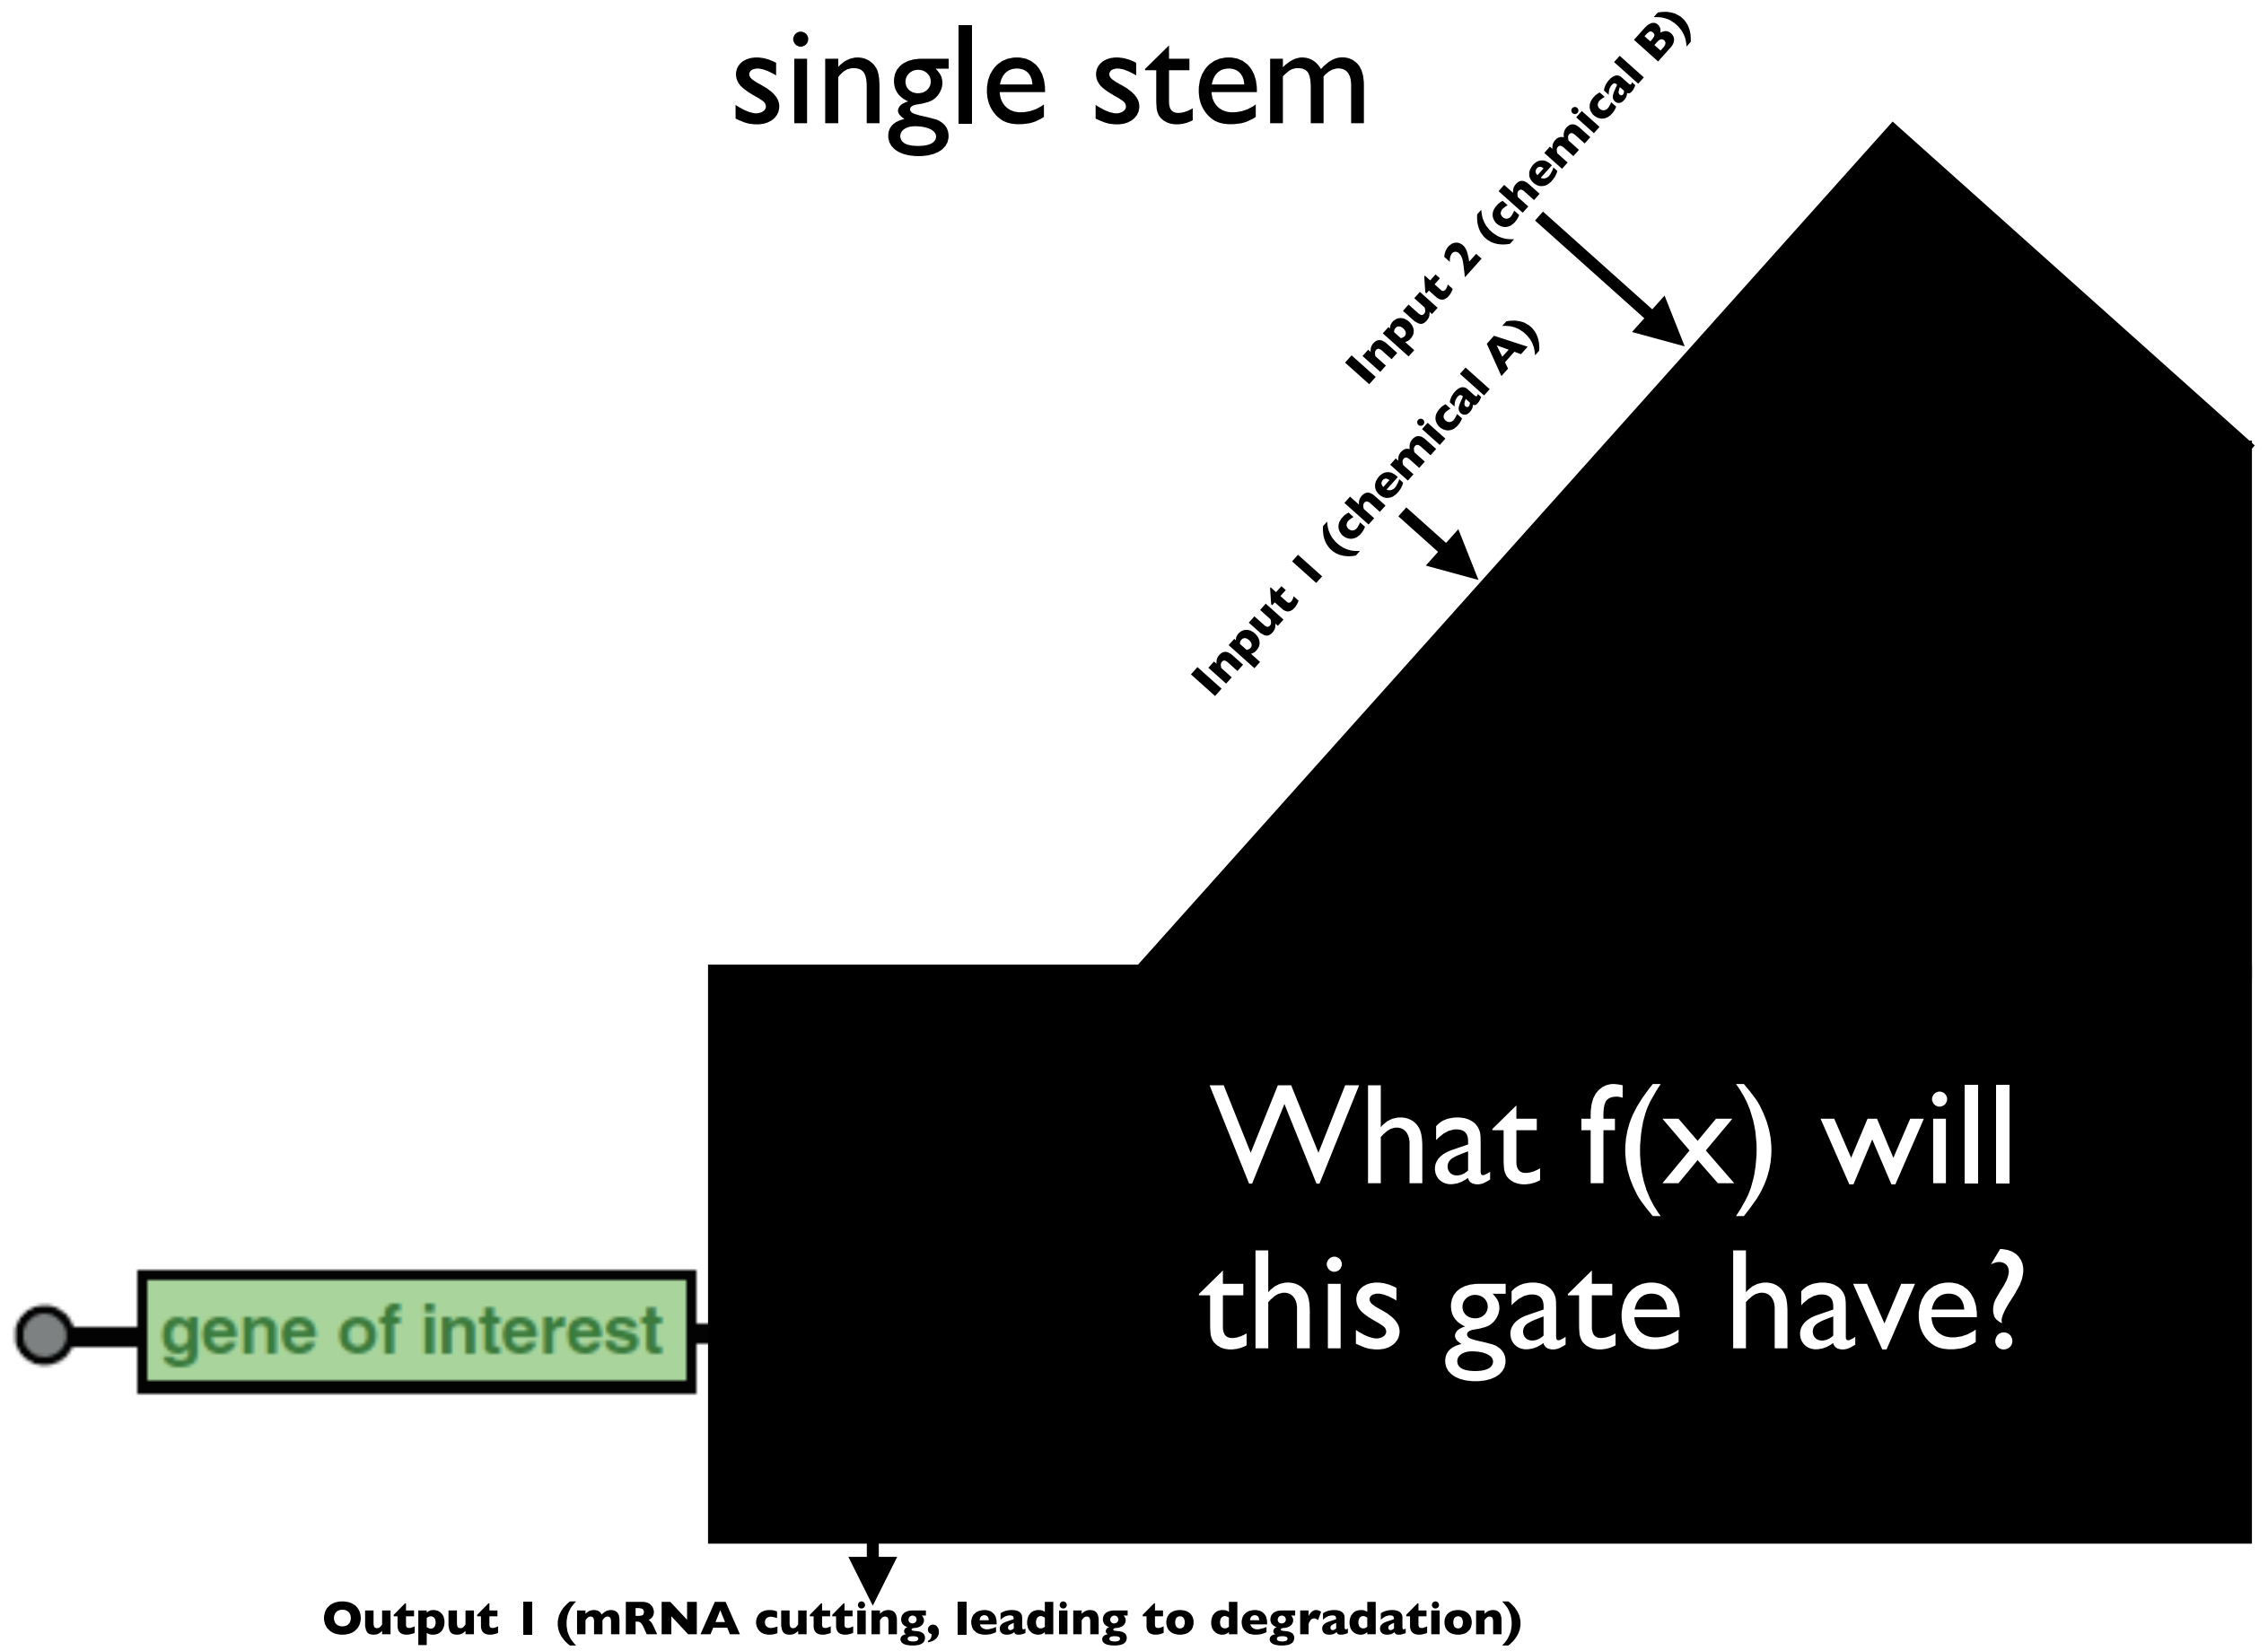 single stem
Input 2 (chemical B)
Input 1 (chemical A)
What f(x) will
this gate have?
gene of interest
Output 1 (mRNA cutting, leading to degradation)